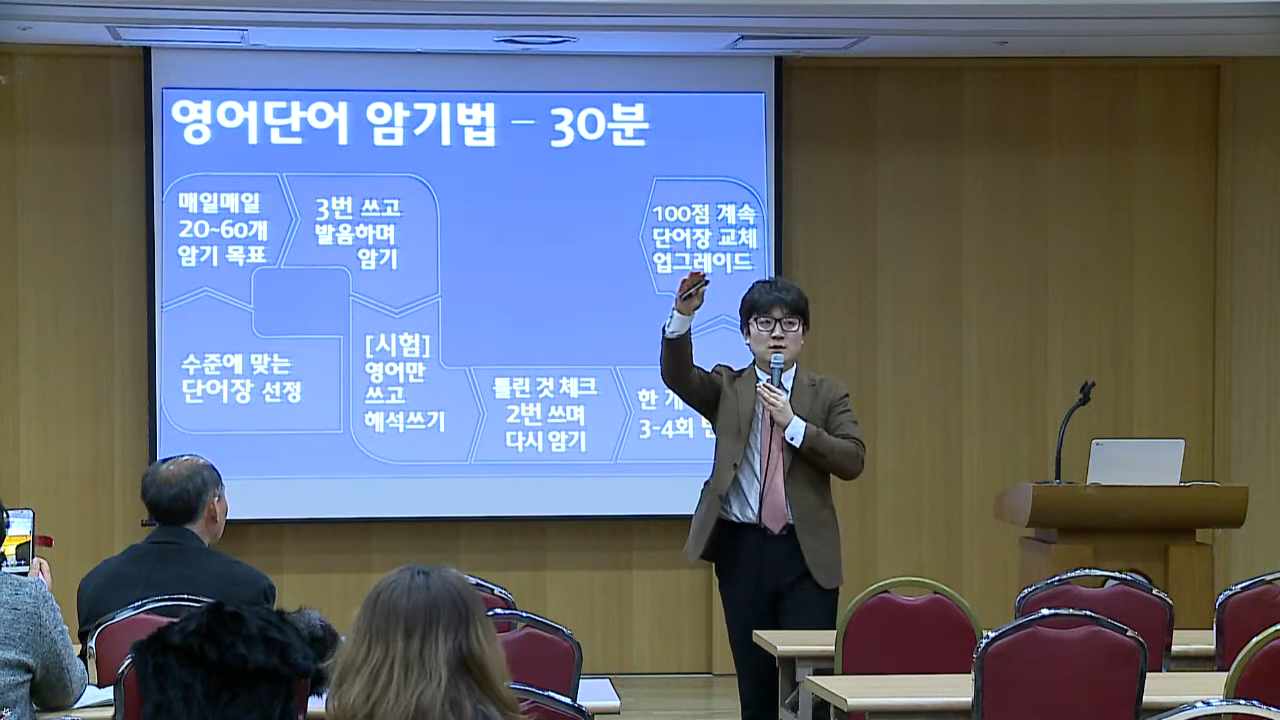 영어단어 암기법 - 30분
매일매일
20~60개
암기 목표
3번 쓰고
발음하며
암기
100점 계속
단어장 교체
업그레이드
수준에 맞는
단어장 선정
[시험]
영어만
쓰고
해석쓰기
틀린 것 체크
2번 쓰며
다시 암기
한
3-4회